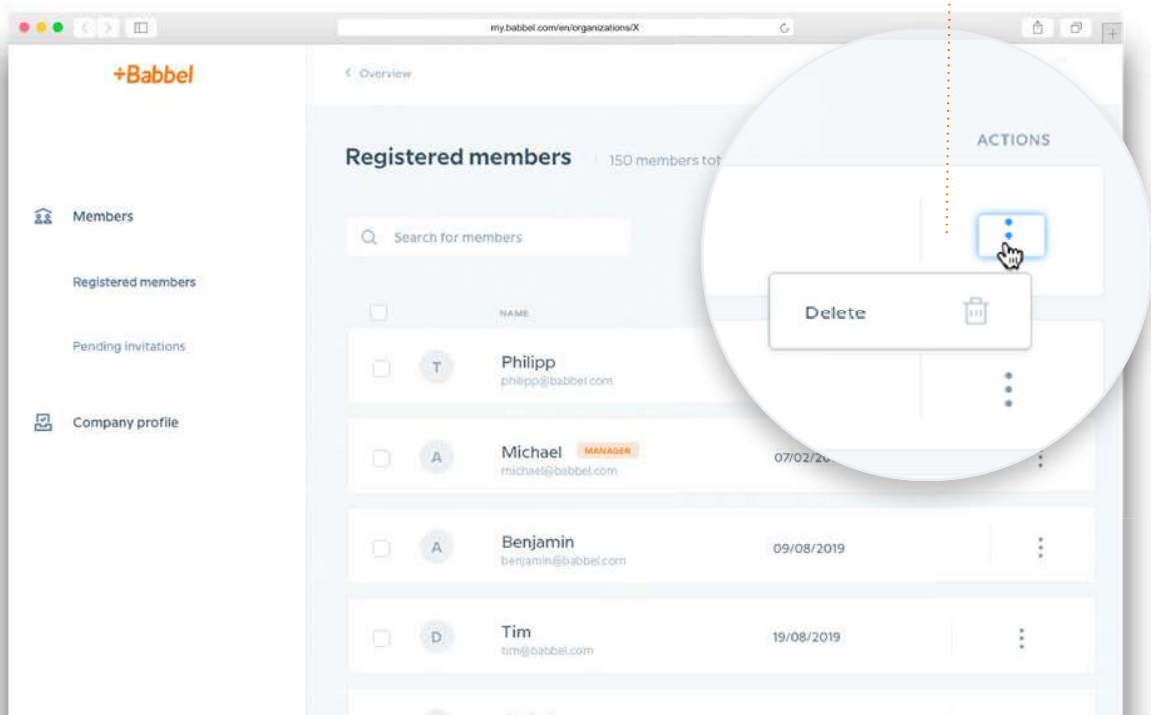 my.babbel.com/en/organizations/X
+Babbel
Overview
ACTIONS
Registered members
150 members tot
Members
Search for members
Registered members
Delete
NAME
Pending invitations
T
Philipp
philipp@babbel.com
Company profile
A
Michael MANAGER
michael@babbel.com
07/02/20
A
Benjamin
benjamin@babbel.com
09/08/2019
D
Tim
tim@babbel.com
19/08/2019